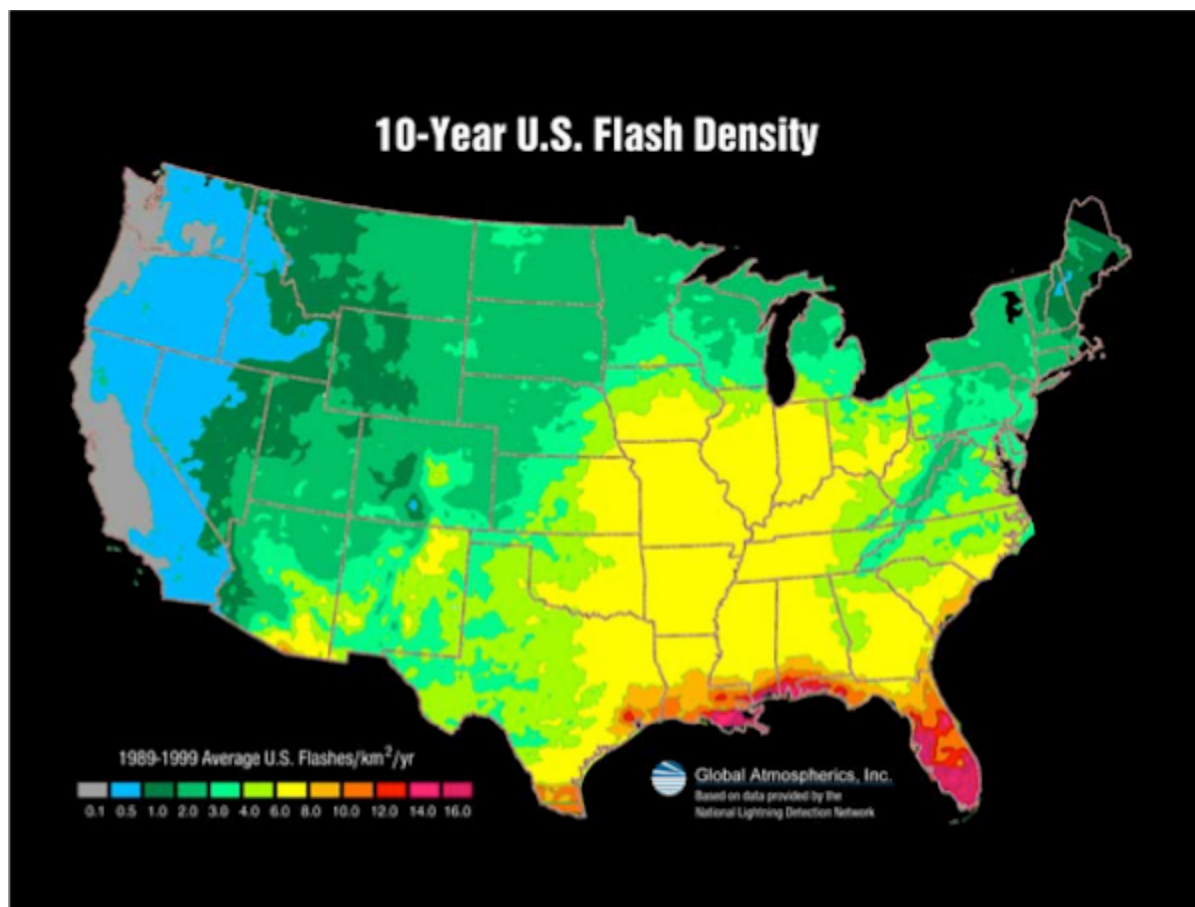 10-Year U.S. Flash Density
1989-1999 Average U.S. Flashes/km²/yr
0.1 0.5 1.0 2.0 3.0 4.0 6.0 8.0 10.0 12.0 14.0 16.0
Global Atmospherics, Inc.
Based on data provided by the
National Lightning Detection Network